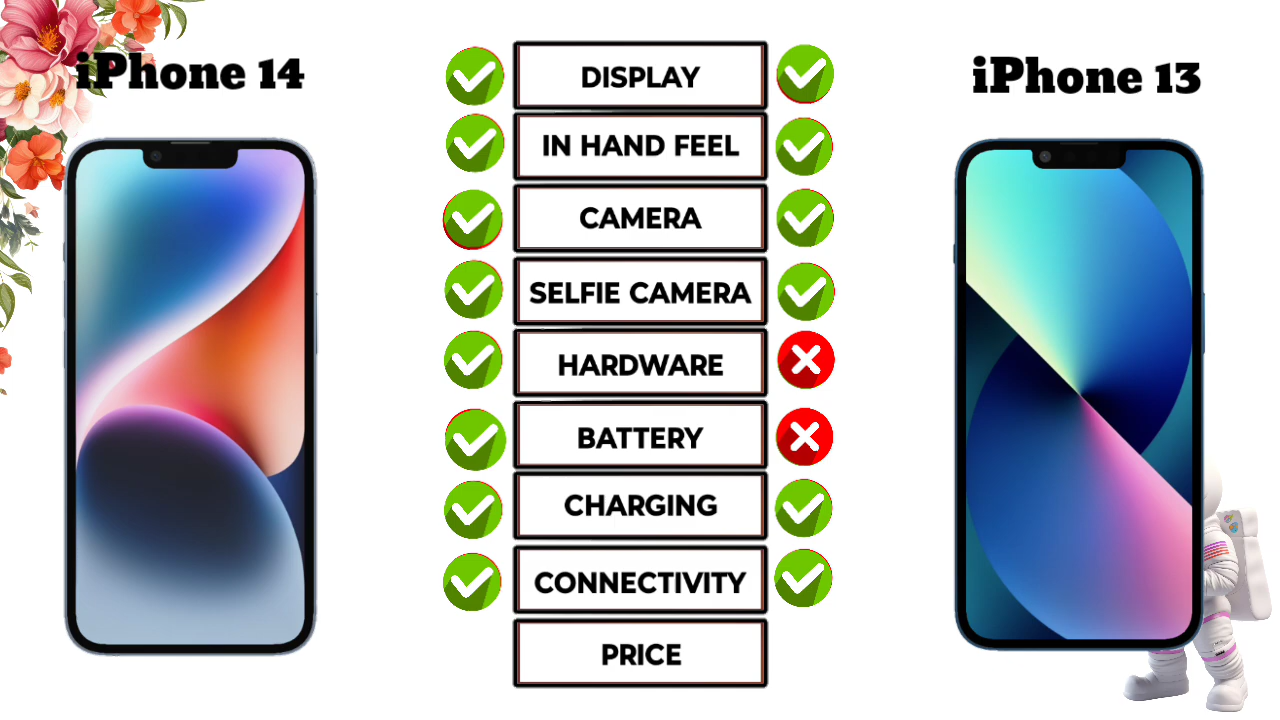 iPhone 14
iPhone 13
DISPLAY
IN HAND FEEL
CAMERA
SELFIE CAMERA
HARDWARE
BATTERY
CHARGING
CONNECTIVITY
PRICE